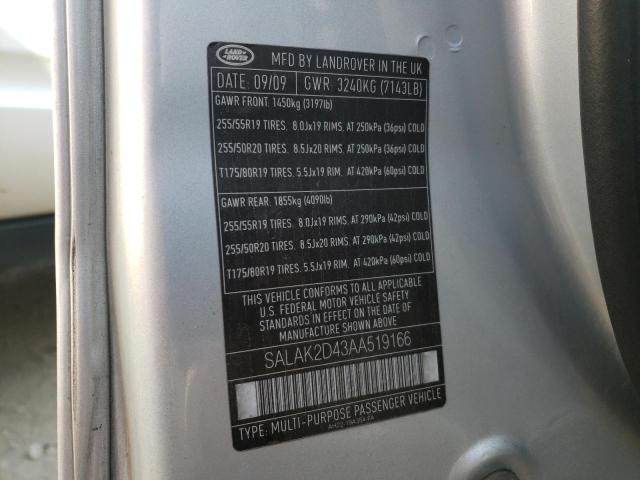 LAND ROVER
MFD BY LANDROVER IN THE UK
DATE: 09/09 GWR: 3240KG (7143LB)
GAWR FRONT: 1450kg (3197lb)
255/55R19 TIRES. 8.0Jx19 RIMS. AT 250kPa (36psi) COLD
255/50R20 TIRES. 8.5Jx20 RIMS. AT 250kPa (36psi) COLD
T175/80R19 TIRES. 5.5Jx19 RIM. AT 420kPa (60psi) COLD
GAWR REAR: 1855kg (4090lb)
255/55R19 TIRES. 8.0Jx19 RIMS. AT 290kPa (42psi) COLD
255/50R20 TIRES. 8.5Jx20 RIMS. AT 290kPa (42psi) COLD
T175/80R19 TIRES. 5.5Jx19 RIM. AT 420kPa (60psi) COLD
THIS VEHICLE CONFORMS TO ALL APPLICABLE
U.S. FEDERAL MOTOR VEHICLE SAFETY
STANDARDS IN EFFECT ON THE DATE OF
MANUFACTURE SHOWN ABOVE.
SALAK2D43AA519166
TYPE: MULTI-PURPOSE PASSENGER VEHICLE